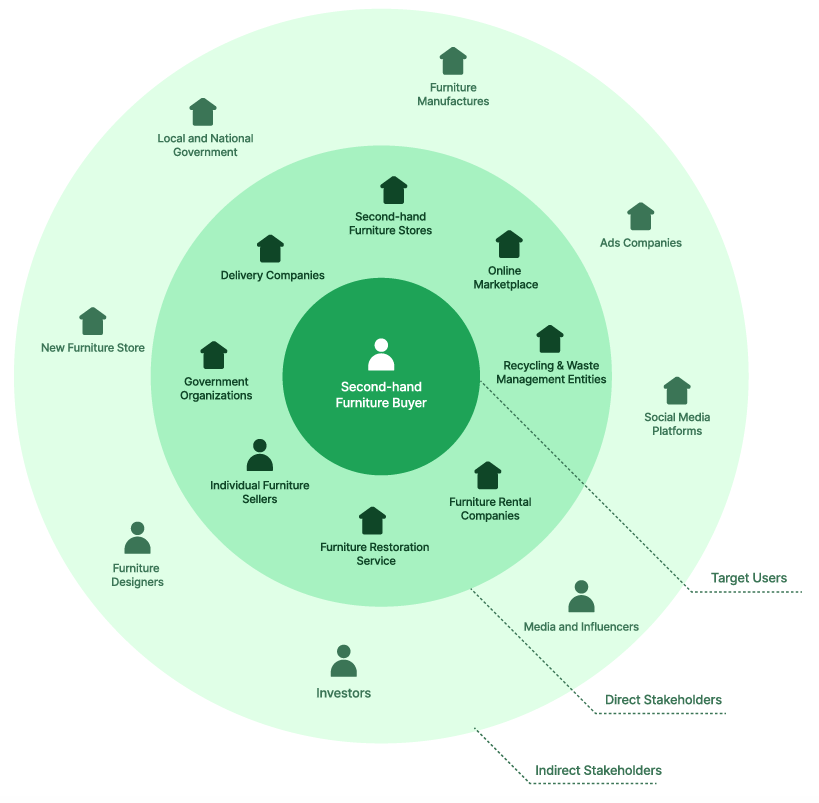 Furniture
Manufactures
Local and National
Government
Second-hand
Furniture Stores
Ads Companies
Delivery Companies
Online
Marketplace
New Furniture Store
Government
Organizations
Second-hand
Furniture Buyer
Recycling & Waste
Management Entities
Social Media
Platforms
Individual Furniture
Sellers
Furniture Rental
Companies
Furniture Restoration
Service
Furniture
Designers
Target Users
Media and Influencers
Investors
Direct Stakeholders
Indirect Stakeholders